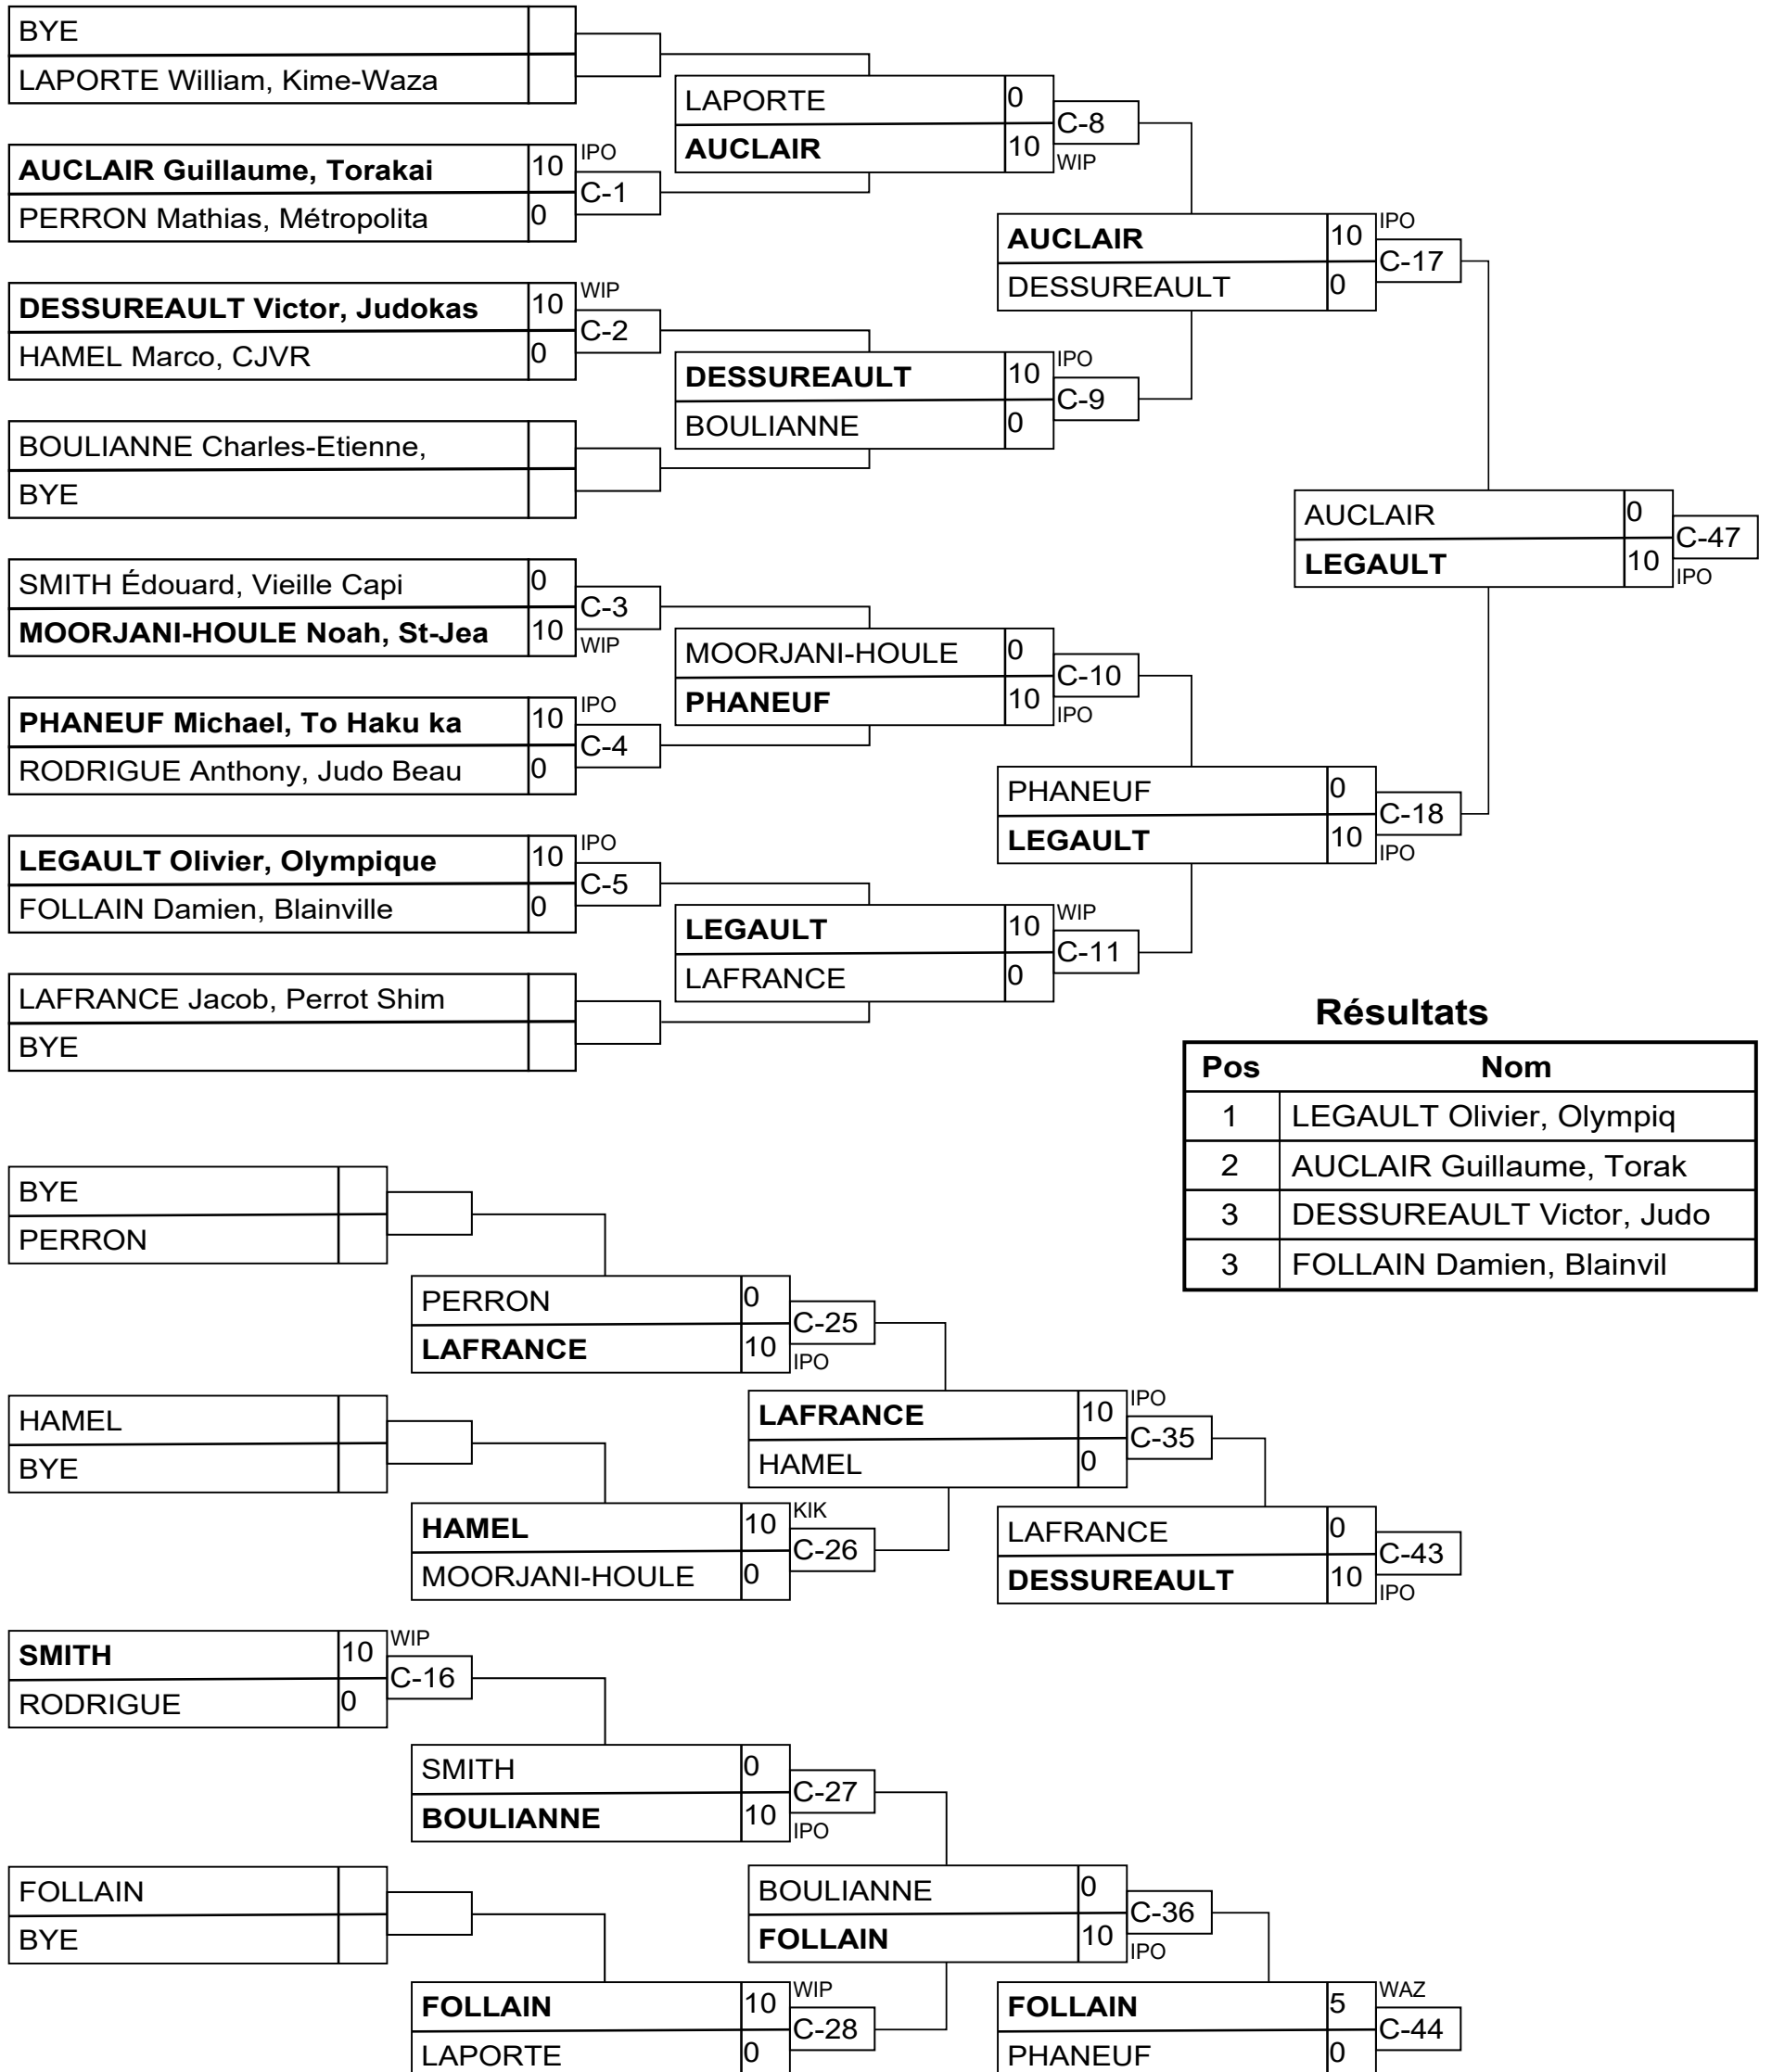 BYE
LAPORTE William, Kime-Waza
LAPORTE 0
C-8
AUCLAIR 10
WIP
AUCLAIR Guillaume, Torakai 10
IPO
C-1
PERRON Mathias, Métropolita 0
AUCLAIR 10
IPO
C-17
DESSUREAULT 0
DESSUREAULT Victor, Judokas 10
WIP
C-2
HAMEL Marco, CJVR 0
DESSUREAULT 10
IPO
C-9
BOULIANNE 0
BOULIANNE Charles-Etienne,
BYE
AUCLAIR 0
C-47
LEGAULT 10
IPO
SMITH Édouard, Vieille Capi 0
C-3
MOORJANI-HOULE Noah, St-Jea 10
WIP
MOORJANI-HOULE 0
C-10
PHANEUF 10
IPO
PHANEUF Michael, To Haku ka 10
IPO
C-4
RODRIGUE Anthony, Judo Beau 0
PHANEUF 0
C-18
LEGAULT 10
IPO
LEGAULT Olivier, Olympique 10
IPO
C-5
FOLLAIN Damien, Blainville 0
LEGAULT 10
WIP
C-11
LAFRANCE 0
LAFRANCE Jacob, Perrot Shim
BYE
Résultats
Pos Nom
1 LEGAULT Olivier, Olympiq
2 AUCLAIR Guillaume, Torak
3 DESSUREAULT Victor, Judo
3 FOLLAIN Damien, Blainvil
BYE
PERRON
PERRON 0
C-25
LAFRANCE 10
IPO
HAMEL
BYE
LAFRANCE 10
IPO
C-35
HAMEL 0
HAMEL 10
KIK
C-26
MOORJANI-HOULE 0
LAFRANCE 0
C-43
DESSUREAULT 10
IPO
SMITH 10
WIP
C-16
RODRIGUE 0
SMITH 0
C-27
BOULIANNE 10
IPO
FOLLAIN
BYE
BOULIANNE 0
C-36
FOLLAIN 10
IPO
FOLLAIN 10
WIP
C-28
LAPORTE 0
FOLLAIN 5
WAZ
C-44
PHANEUF 0